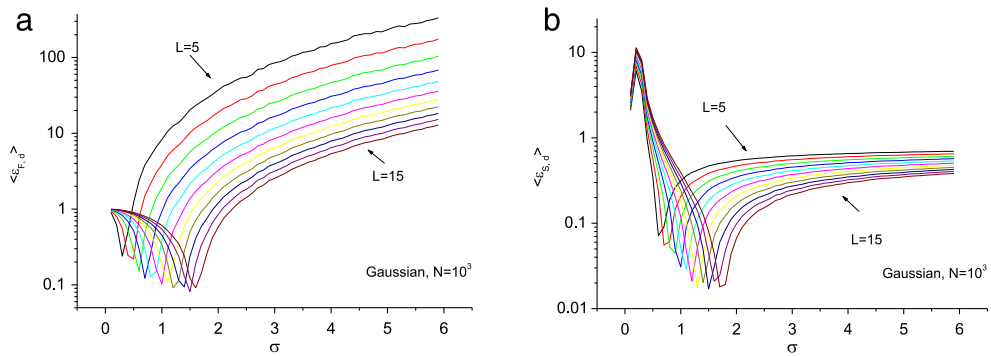 a
100
10
1
0.1
<ε_F, d>
L=5
L=15
Gaussian, N=10³
0 1 2 3 4 5 6
σ
b
10
1
0.1
0.01
<ε_S, d>
L=5
L=15
Gaussian, N=10³
0 1 2 3 4 5 6
σ